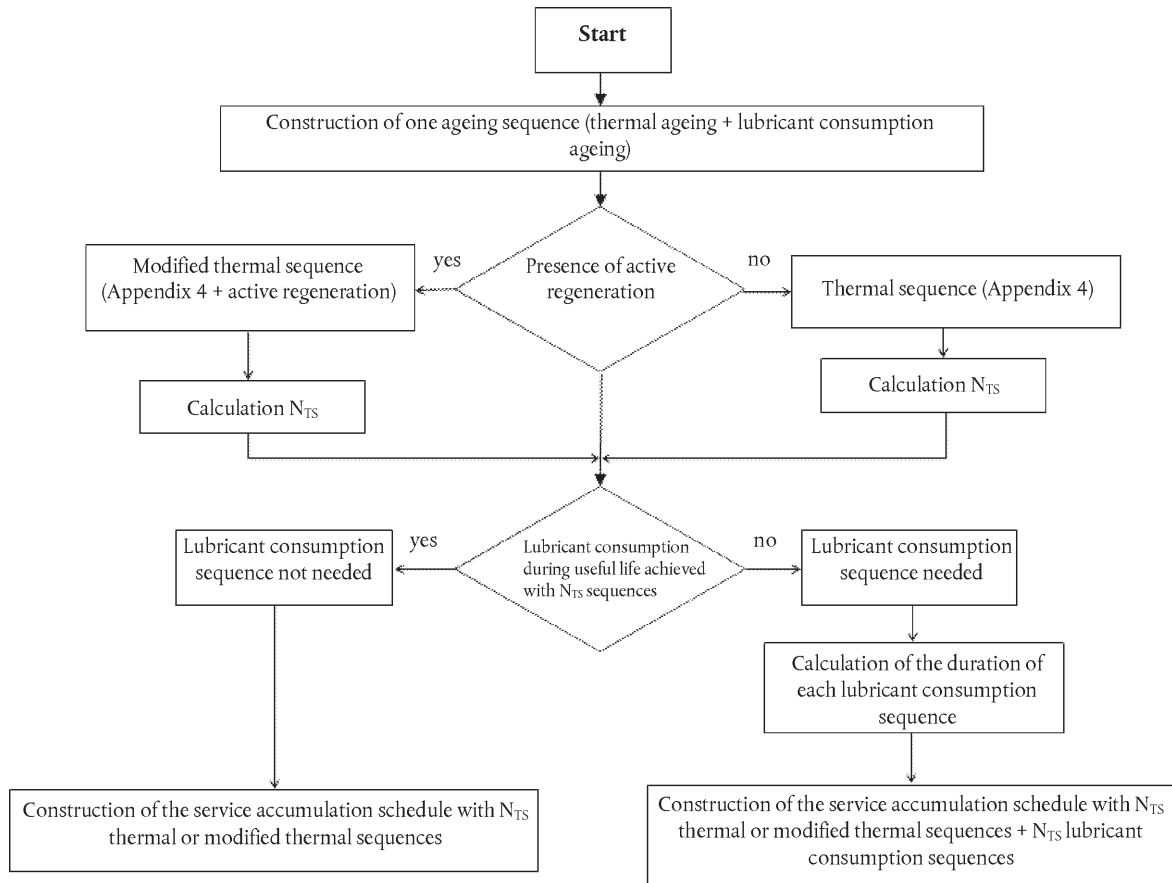 Start
Construction of one ageing sequence (thermal ageing + lubricant consumption
ageing)
yes
Presence of active
regeneration
no
Modified thermal sequence
(Appendix 4 + active regeneration)
Thermal sequence (Appendix 4)
Calculation NTS
Calculation NTS
Lubricant consumption
sequence not needed
yes
Lubricant consumption
during useful life achieved
with NTS sequences
no
Lubricant consumption
sequence needed
Calculation of the duration of
each lubricant consumption
sequence
Construction of the service accumulation schedule with NTS
thermal or modified thermal sequences
Construction of the service accumulation schedule with NTS
thermal or modified thermal sequences + NTS lubricant
consumption sequences